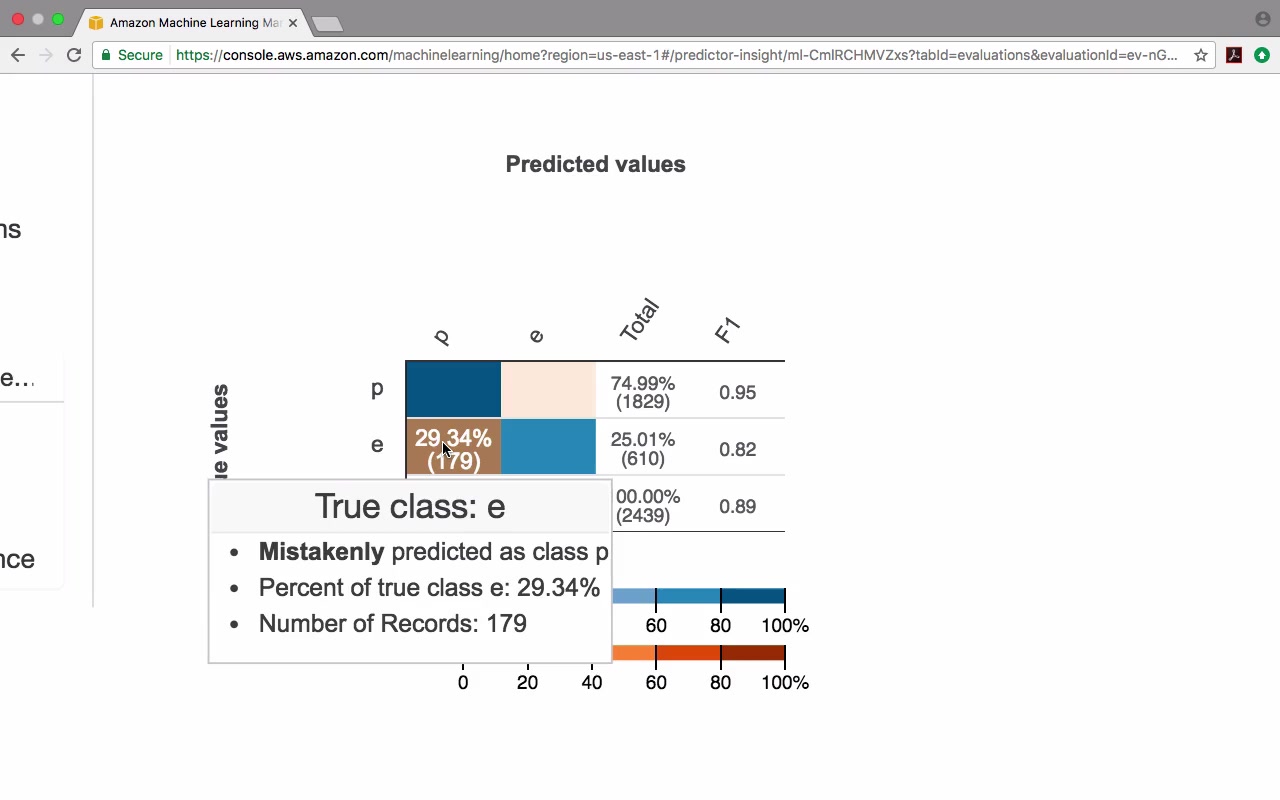 Amazon Machine Learning Ma
Secure
https://console.aws.amazon.com/machinelearning/home?region=us-east-1#/predictor-insight/ml-CmlRCHMVZxs?tabId=evaluations&evaluationId=ev-nG...
Predicted values
ns
e...
nce
ue values
p e Total F1
p 74.99% 0.95
(1829)
e 29.34% 25.01% 0.82
(179) (610)
00.00% 0.89
(2439)
True class: e
• Mistakenly predicted as class p
• Percent of true class e: 29.34%
• Number of Records: 179
60 80 100%
0 20 40 60 80 100%